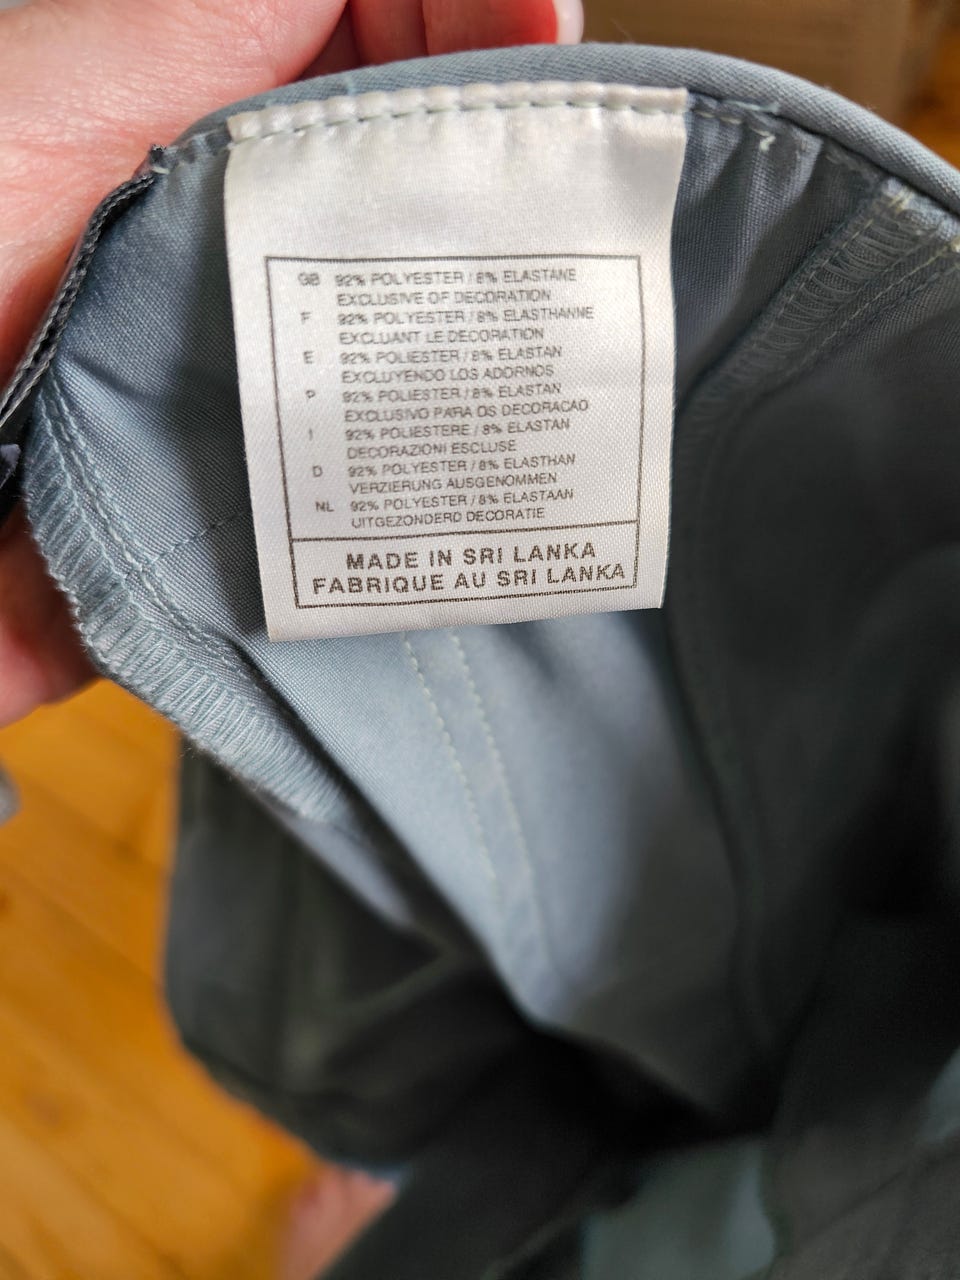 GB 92% POLYESTER / 8% ELASTANE
EXCLUSIVE OF DECORATION
F 92% POLYESTER / 8% ELASTHANNE
EXCLUANT LE DECORATION
E 92% POLIESTER / 8% ELASTAN
EXCLUYENDO LOS ADORNOS
P 92% POLIESTER / 8% ELASTAN
EXCLUSIVO PARA OS DECORACAO
I 92% POLIESTERE / 8% ELASTAN
DECORAZIONI ESCLUSE
D 92% POLYESTER / 8% ELASTHAN
VERZIERUNG AUSGENOMMEN
NL 92% POLYESTER / 8% ELASTAAN
UITGEZONDERD DECORATIE
MADE IN SRI LANKA
FABRIQUE AU SRI LANKA